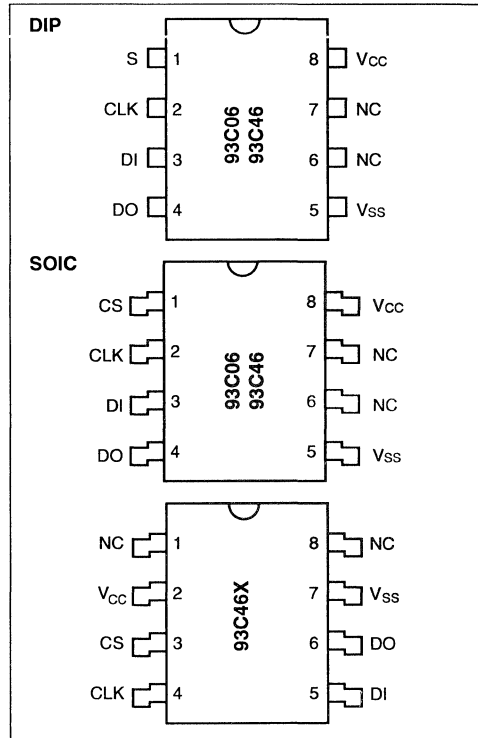 DIP
S 1 8 VCC
CLK 2 7 NC
93C06
93C46
DI 3 6 NC
DO 4 5 VSS
SOIC
CS 1 8 VCC
CLK 2 7 NC
93C06
93C46
DI 3 6 NC
DO 4 5 VSS
NC 1 8 NC
VCC 2 7 VSS
93C46X
CS 3 6 DO
CLK 4 5 DI